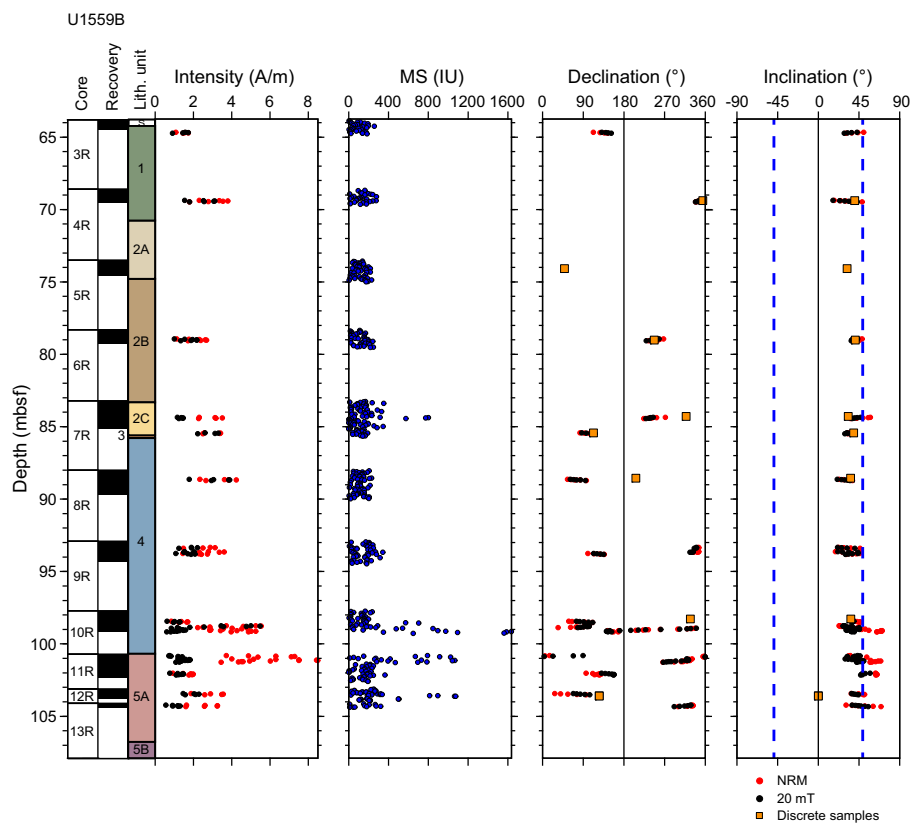 U1559B
Core
Recovery
Lith. unit
Intensity (A/m)
MS (IU)
Declination (°)
Inclination (°)
0 2 4 6 8
0 400 800 1200 1600
0 90 180 270 360
-90 -45 0 45 90
Depth (mbsf)
65
70
75
80
85
90
95
100
105
3R
4R
5R
6R
7R
8R
9R
10R
11R
12R
13R
S
1
2A
2B
2C
3
4
5A
5B
NRM
20 mT
Discrete samples